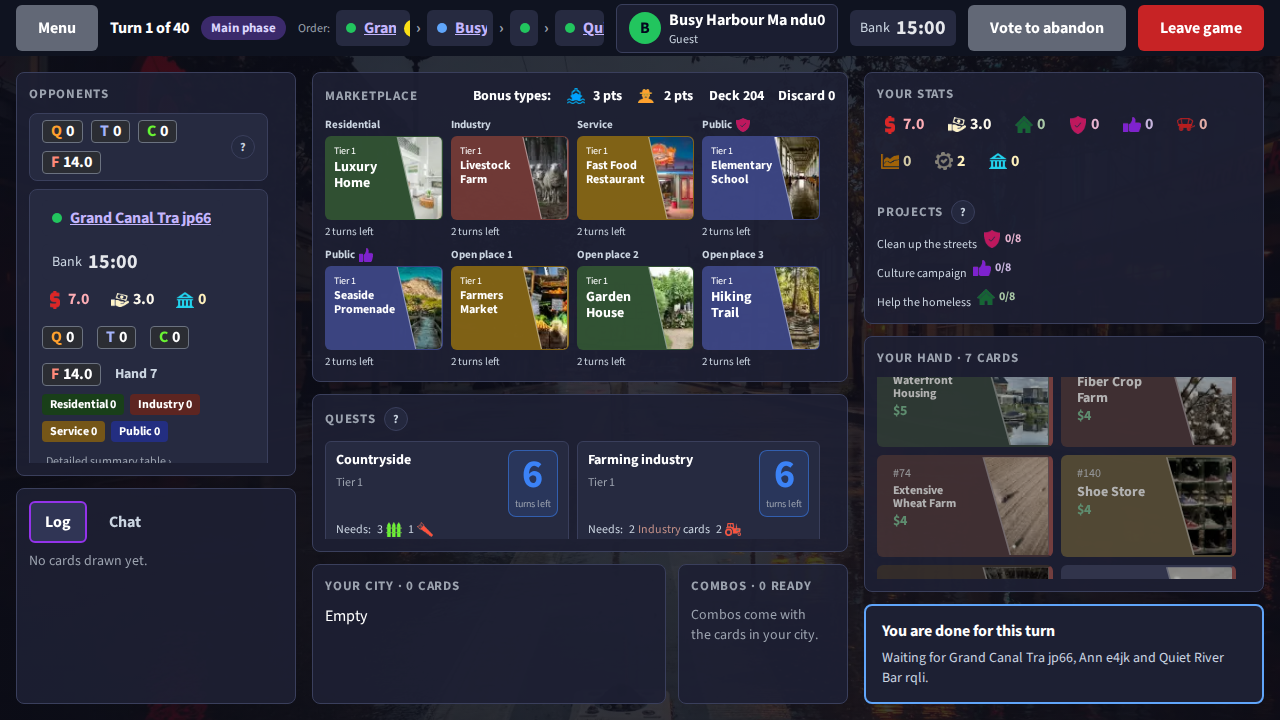 Menu
Turn 1 of 40
Main phase
Order:
Gran
›
Busy
›
›
Qu
B
Busy Harbour Ma ndu0
Guest
Bank 15:00
Vote to abandon
Leave game
OPPONENTS
Q 0
T 0
C 0
F 14.0
?
Grand Canal Tra jp66
Bank 15:00
7.0
3.0
0
Q 0
T 0
C 0
F 14.0
Hand 7
Residential 0
Industry 0
Service 0
Public 0
Detailed summary table ›
Log
Chat
No cards drawn yet.
MARKETPLACE
Bonus types:
3 pts
2 pts
Deck 204
Discard 0
Residential
Industry
Service
Public
Tier 1
Luxury
Home
Tier 1
Livestock
Farm
Tier 1
Fast Food
Restaurant
Tier 1
Elementary
School
2 turns left
2 turns left
2 turns left
2 turns left
Public
Open place 1
Open place 2
Open place 3
Tier 1
Seaside
Promenade
Tier 1
Farmers
Market
Tier 1
Garden
House
Tier 1
Hiking
Trail
2 turns left
2 turns left
2 turns left
2 turns left
QUESTS
?
Countryside
Tier 1
6
turns left
Needs: 3 1
Farming industry
Tier 1
6
turns left
Needs: 2 Industry cards 2
YOUR CITY · 0 CARDS
Empty
COMBOS · 0 READY
Combos come with
the cards in your city.
YOUR STATS
7.0
3.0
0
0
0
0
0
2
0
PROJECTS
?
Clean up the streets 0/8
Culture campaign 0/8
Help the homeless 0/8
YOUR HAND · 7 CARDS
Waterfront
Housing
$5
Fiber Crop
Farm
$4
#74
Extensive
Wheat Farm
$4
#140
Shoe Store
$4
You are done for this turn
Waiting for Grand Canal Tra jp66, Ann e4jk and Quiet River
Bar rqli.